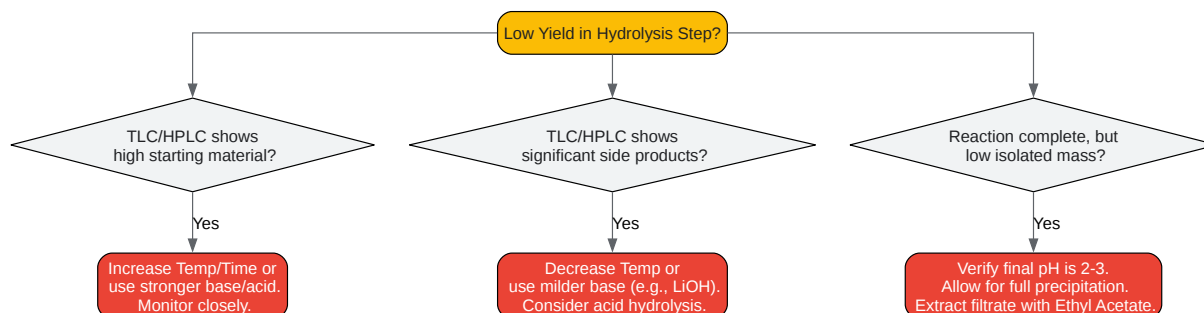 Low Yield in Hydrolysis Step?
TLC/HPLC shows
high starting material?
TLC/HPLC shows
significant side products?
Reaction complete, but
low isolated mass?
Yes
Yes
Yes
Increase Temp/Time or
use stronger base/acid.
Monitor closely.
Decrease Temp or
use milder base (e.g., LiOH).
Consider acid hydrolysis.
Verify final pH is 2-3.
Allow for full precipitation.
Extract filtrate with Ethyl Acetate.